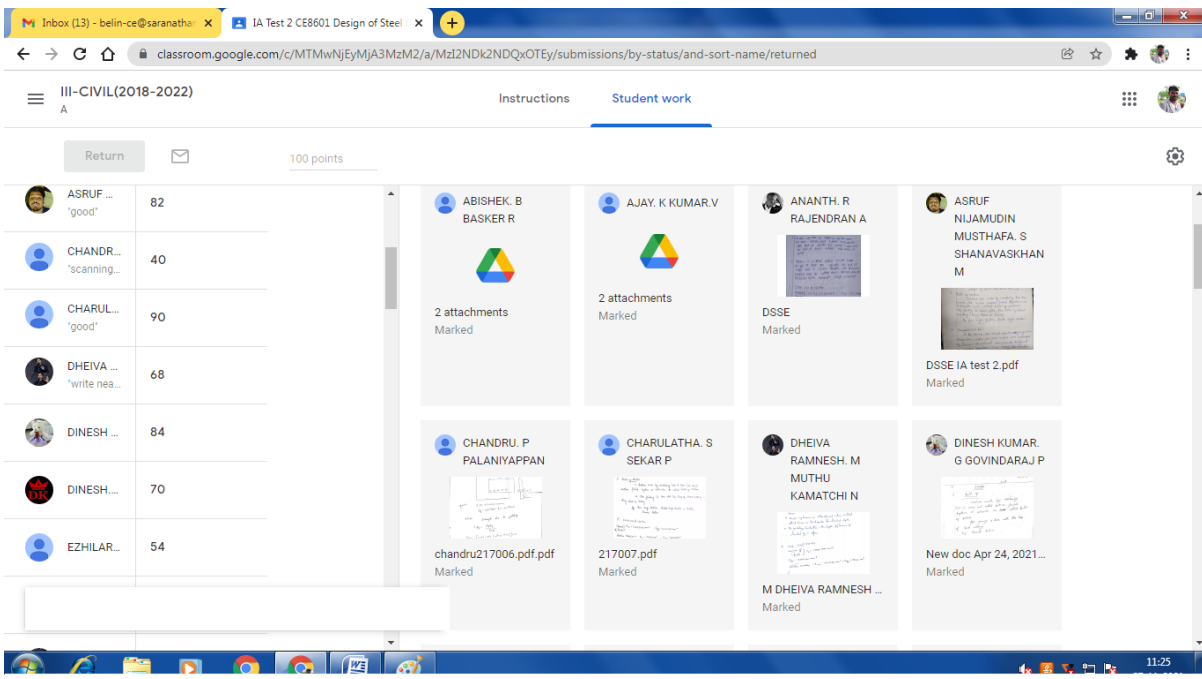 Inbox (13) - belin-ce@saranathan
IA Test 2 CE8601 Design of Steel
classroom.google.com/c/MTMwNjEyMjA3MzM2/a/MzI2NDk2NDQxOTEy/submissions/by-status/and-sort-name/returned
III-CIVIL(2018-2022)
A
Instructions
Student work
Return
100 points
ASRUF ...
"good"
82
CHANDR...
"scanning...
40
CHARUL...
"good"
90
DHEIVA ...
"write nea...
68
DINESH ...
84
DK
DINESH....
70
EZHILAR...
54
ABISHEK. B
BASKER R
2 attachments
Marked
AJAY. K KUMAR.V
2 attachments
Marked
ANANTH. R
RAJENDRAN A
DSSE
Marked
ASRUF
NIJAMUDIN
MUSTHAFA. S
SHANAVASKHAN
M
DSSE IA test 2.pdf
Marked
CHANDRU. P
PALANIYAPPAN
chandru217006.pdf.pdf
Marked
CHARULATHA. S
SEKAR P
217007.pdf
Marked
DHEIVA
RAMNESH. M
MUTHU
KAMATCHI N
M DHEIVA RAMNESH ...
Marked
DINESH KUMAR.
G GOVINDARAJ P
New doc Apr 24, 2021...
Marked
11:25